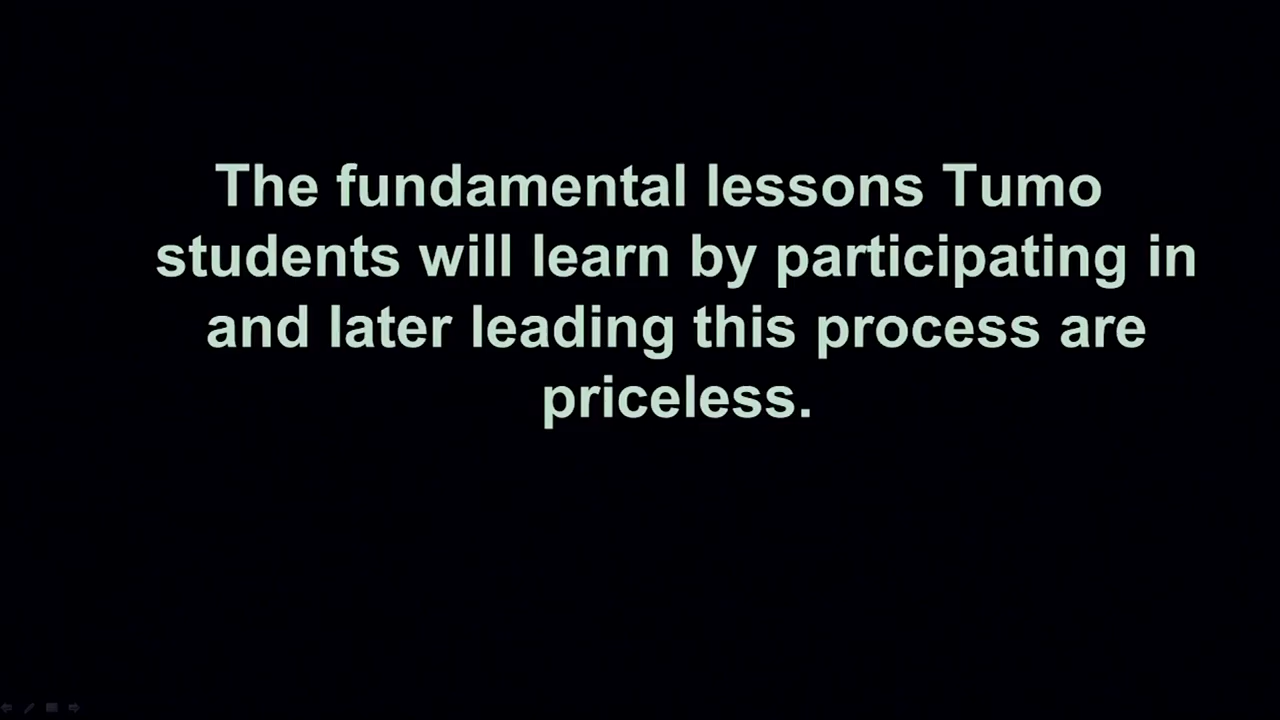 The fundamental lessons Tumo
students will learn by participating in
and later leading this process are
priceless.